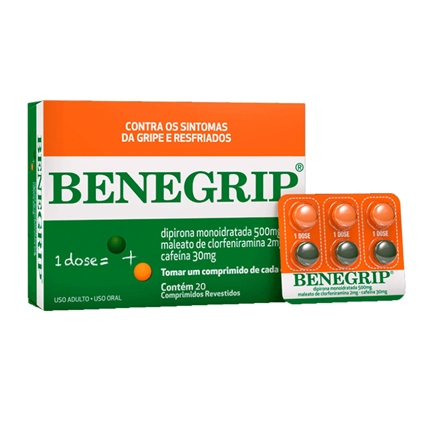 CONTRA OS SINTOMAS
DA GRIPE E RESFRIADOS
BENEGRIP®
dipirona monoidratada 500mg
maleato de clorfeniramina 2mg
cafeína 30mg
1 dose = +
Tomar um comprimido de cada
Contém 20
Comprimidos Revestidos
USO ADULTO • USO ORAL
BENEGRIP
1 DOSE 1 DOSE 1 DOSE
BENEGRIP®
dipirona monoidratada 500mg
maleato de clorfeniramina 2mg - cafeína 30mg